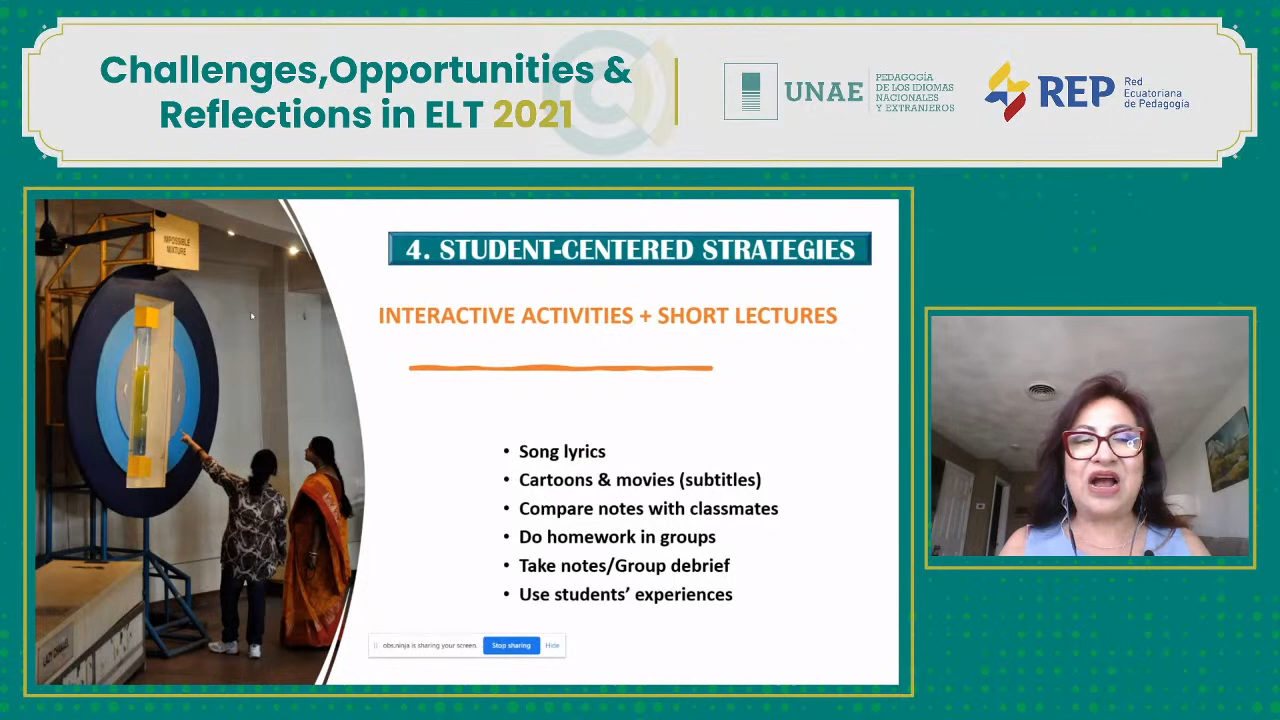 Challenges,Opportunities &
Reflections in ELT 2021
UNAE
PEDAGOGÍA
DE LOS IDIOMAS
NACIONALES
Y EXTRANJEROS
REP
Red
Ecuatoriana
de Pedagogía
IMPOSSIBLE
MIXTURE
4. STUDENT-CENTERED STRATEGIES
INTERACTIVE ACTIVITIES + SHORT LECTURES
• Song lyrics
• Cartoons & movies (subtitles)
• Compare notes with classmates
• Do homework in groups
• Take notes/Group debrief
• Use students’ experiences
obs.ninja is sharing your screen.
Stop sharing
Hide